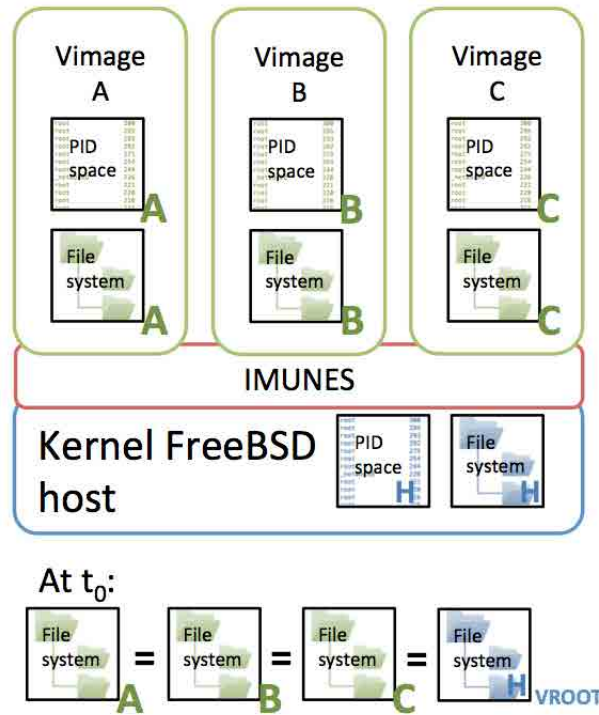 Vimage
A
Vimage
B
Vimage
C
PID
space
A
PID
space
B
PID
space
C
File
system
A
File
system
B
File
system
C
IMUNES
Kernel FreeBSD
host
PID
space
H
File
system
H
At t0:
File
system
A
=
File
system
B
=
File
system
C
=
File
system
H
VROOT